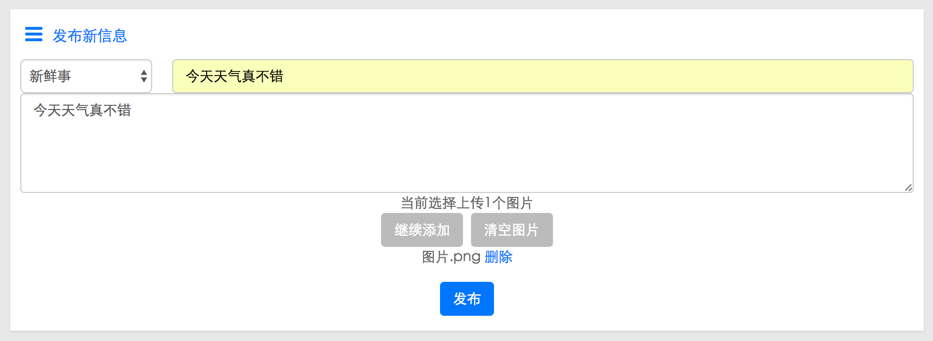 发布新信息
新鲜事 今天天气真不错
今天天气真不错
当前选择上传1个图片
继续添加 清空图片
图片.png 删除
发布